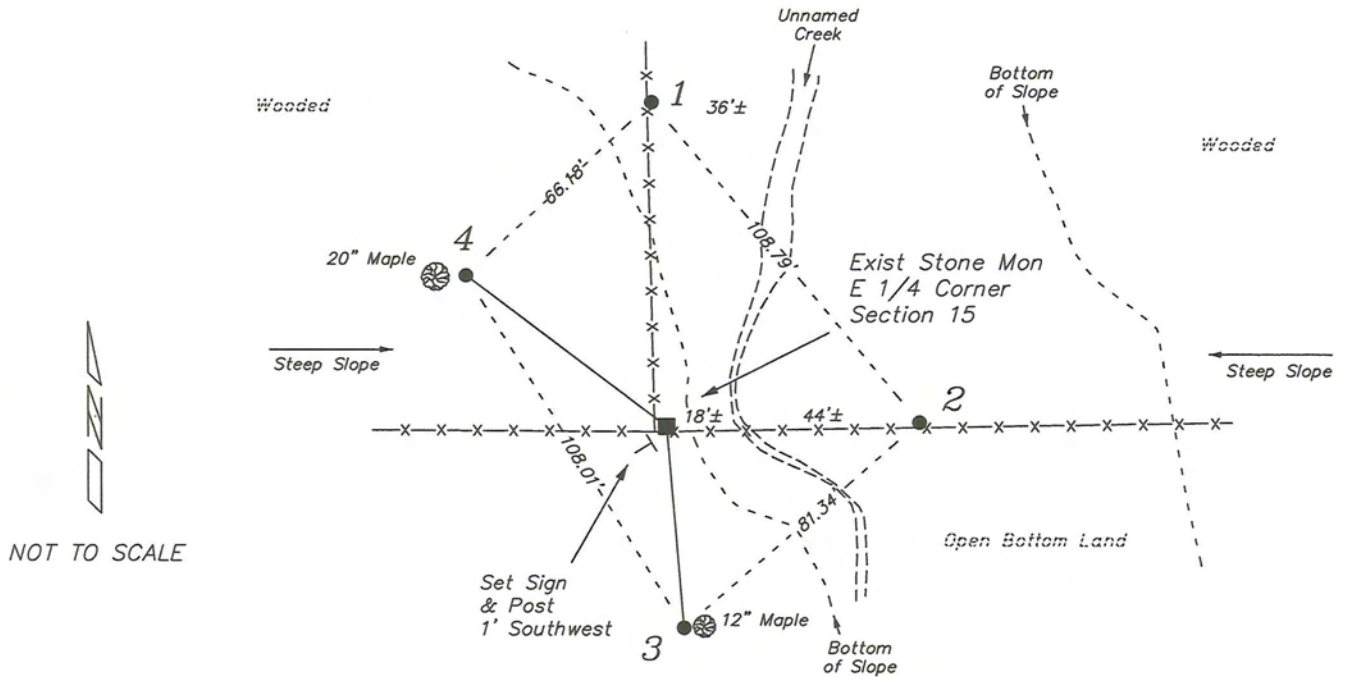 Unnamed
Creek
Bottom
of Slope
Wooded
1
36'±
Wooded
66.18'
4
20" Maple
108.79'
Exist Stone Mon
E 1/4 Corner
Section 15
Steep Slope
Steep Slope
2
18'±
44'±
N
108.01'
81.34'
NOT TO SCALE
Open Bottom Land
Set Sign
& Post
1' Southwest
12" Maple
3
Bottom
of Slope